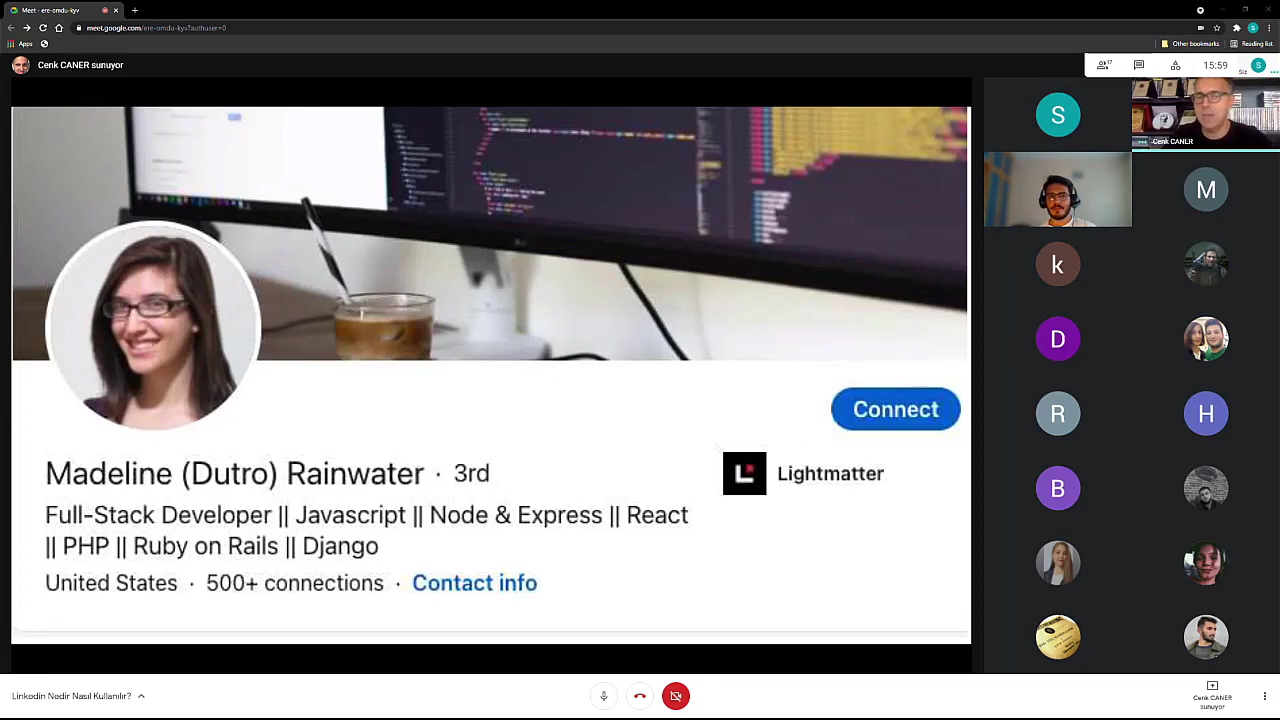 Meet - ere-omdu-kyv
meet.google.com/ere-omdu-kyv?authuser=0
Apps
Other bookmarks
Reading list
Cenk CANER sunuyor
17
15:59
Siz
S
S
S
Cenk CANER
M
k
D
R
H
B
Connect
Madeline (Dutro) Rainwater · 3rd
Lightmatter
Full-Stack Developer || Javascript || Node & Express || React
|| PHP || Ruby on Rails || Django
United States · 500+ connections · Contact info
Linkedin Nedir Nasıl Kullanılır?
Cenk CANER
sunuyor